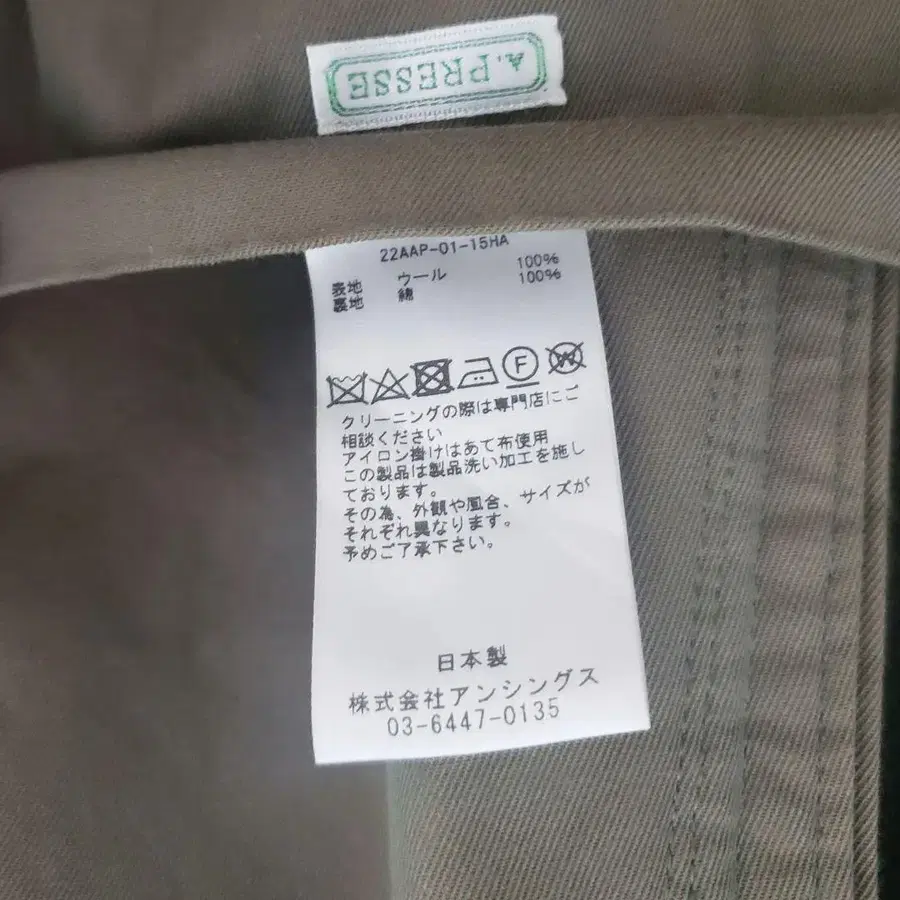 A.PRESSE
22AAP-01-15HA
表地 ウール 100%
裏地 綿 100%
F
W
クリーニングの際は専門店にご
相談ください
アイロン掛けはあて布使用
この製品は製品洗い加工を施し
ております。
その為、外観や風合、サイズが
それぞれ異なります。
予めご了承下さい。
日本製
株式会社アンシングス
03-6447-0135